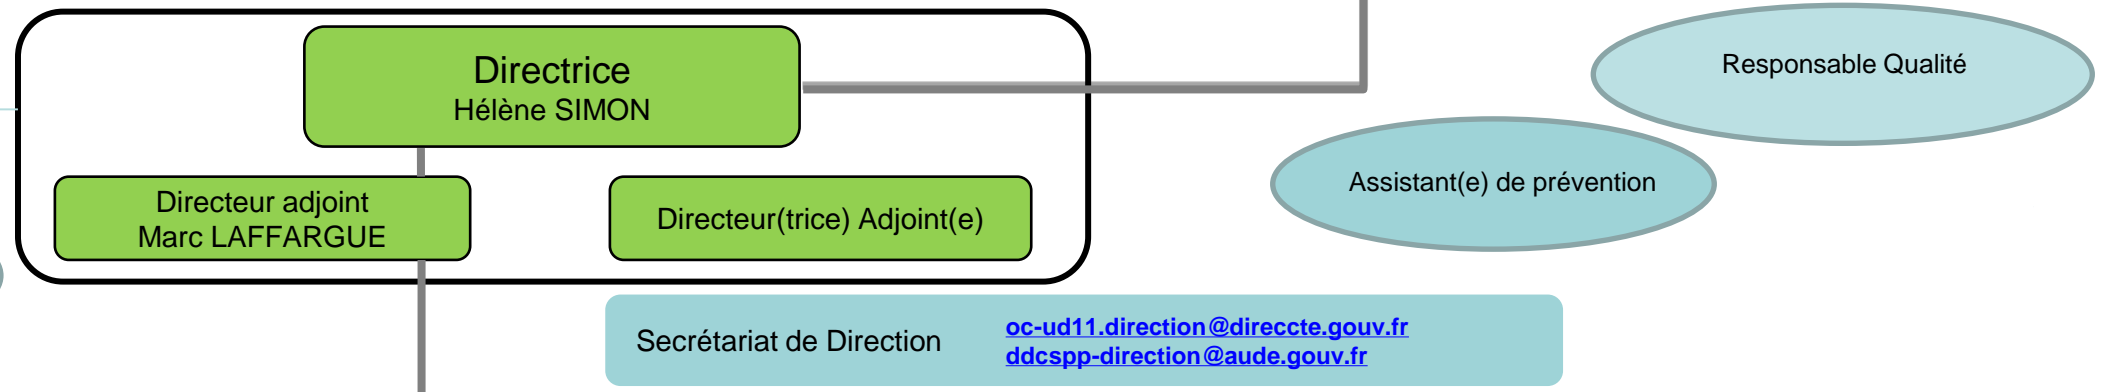 Directrice
Hélène SIMON
Responsable Qualité
Assistant(e) de prévention
Directeur adjoint
Marc LAFFARGUE
Directeur(trice) Adjoint(e)
Secrétariat de Direction
oc-ud11.direction@direccte.gouv.fr
ddcspp-direction@aude.gouv.fr